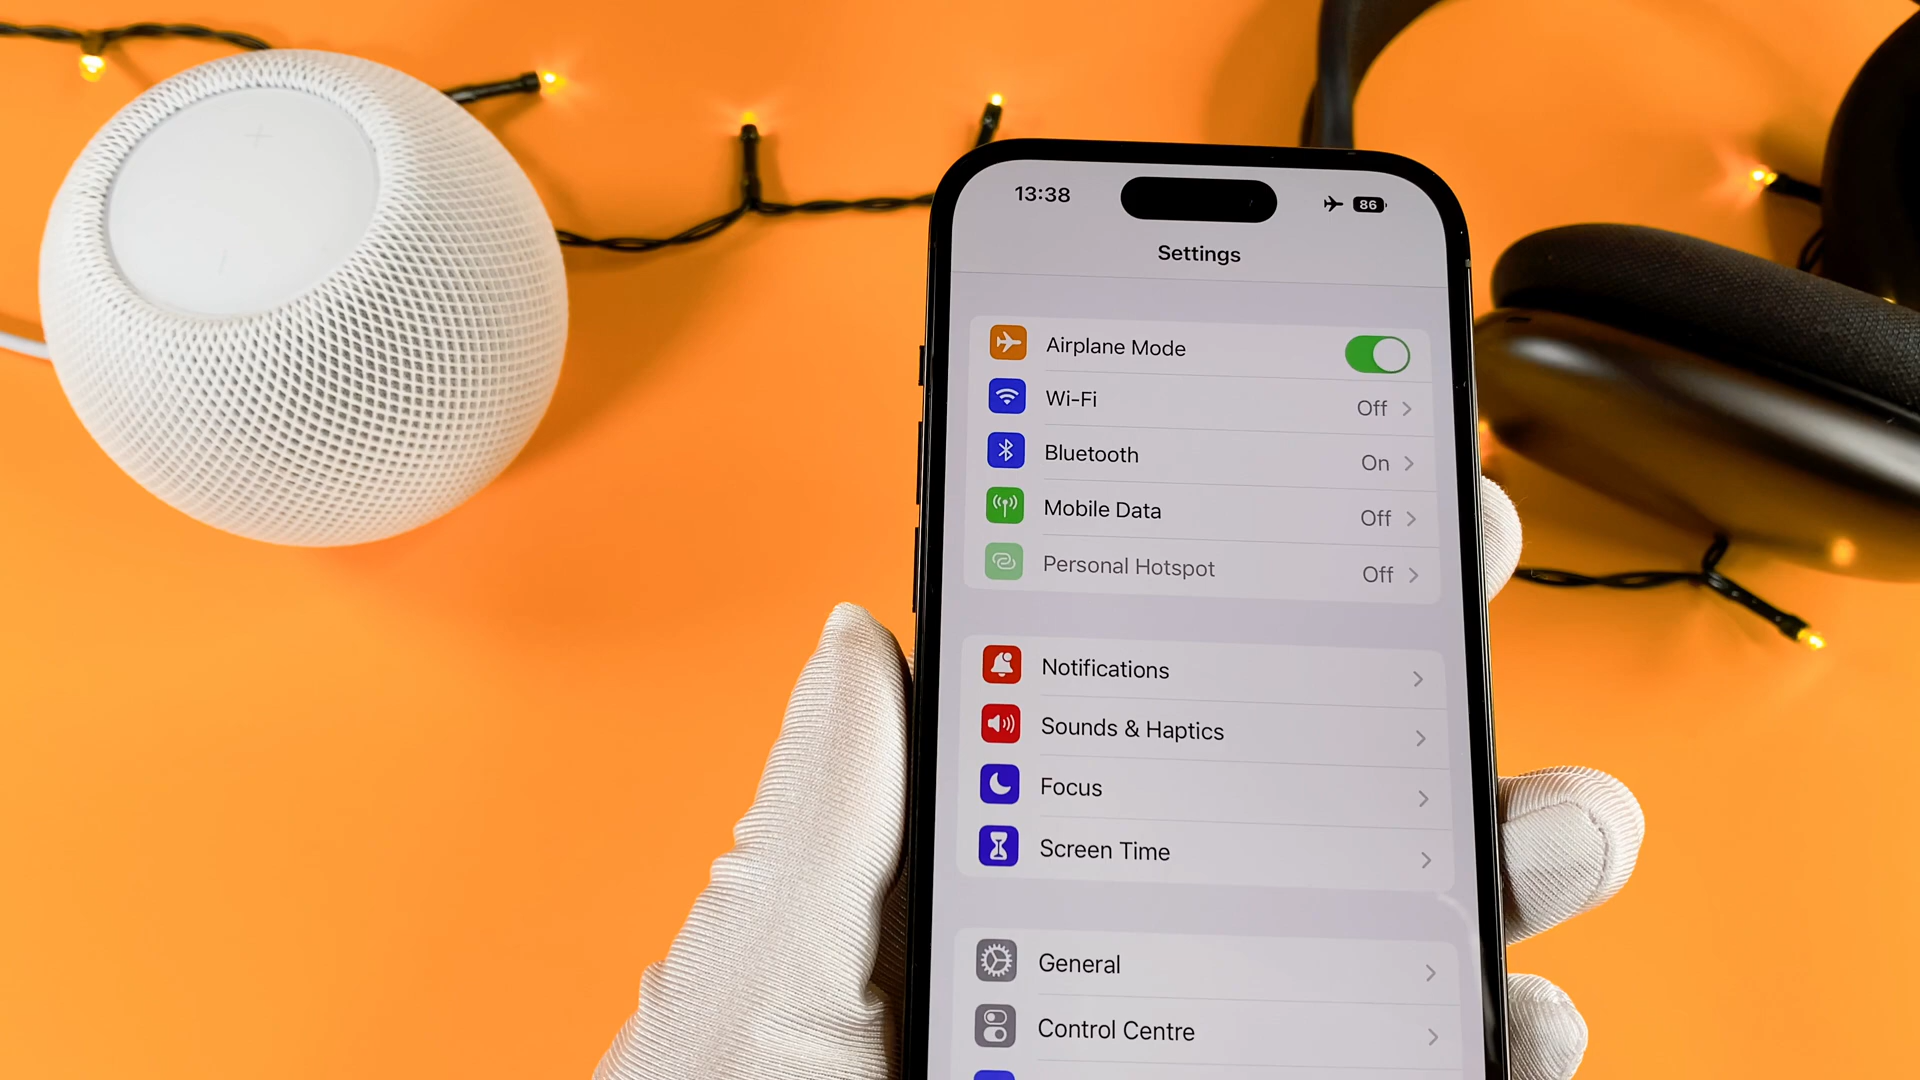 13:38
86
Settings
Airplane Mode
Wi-Fi Off
Bluetooth On
Mobile Data Off
Personal Hotspot Off
Notifications
Sounds & Haptics
Focus
Screen Time
General
Control Centre